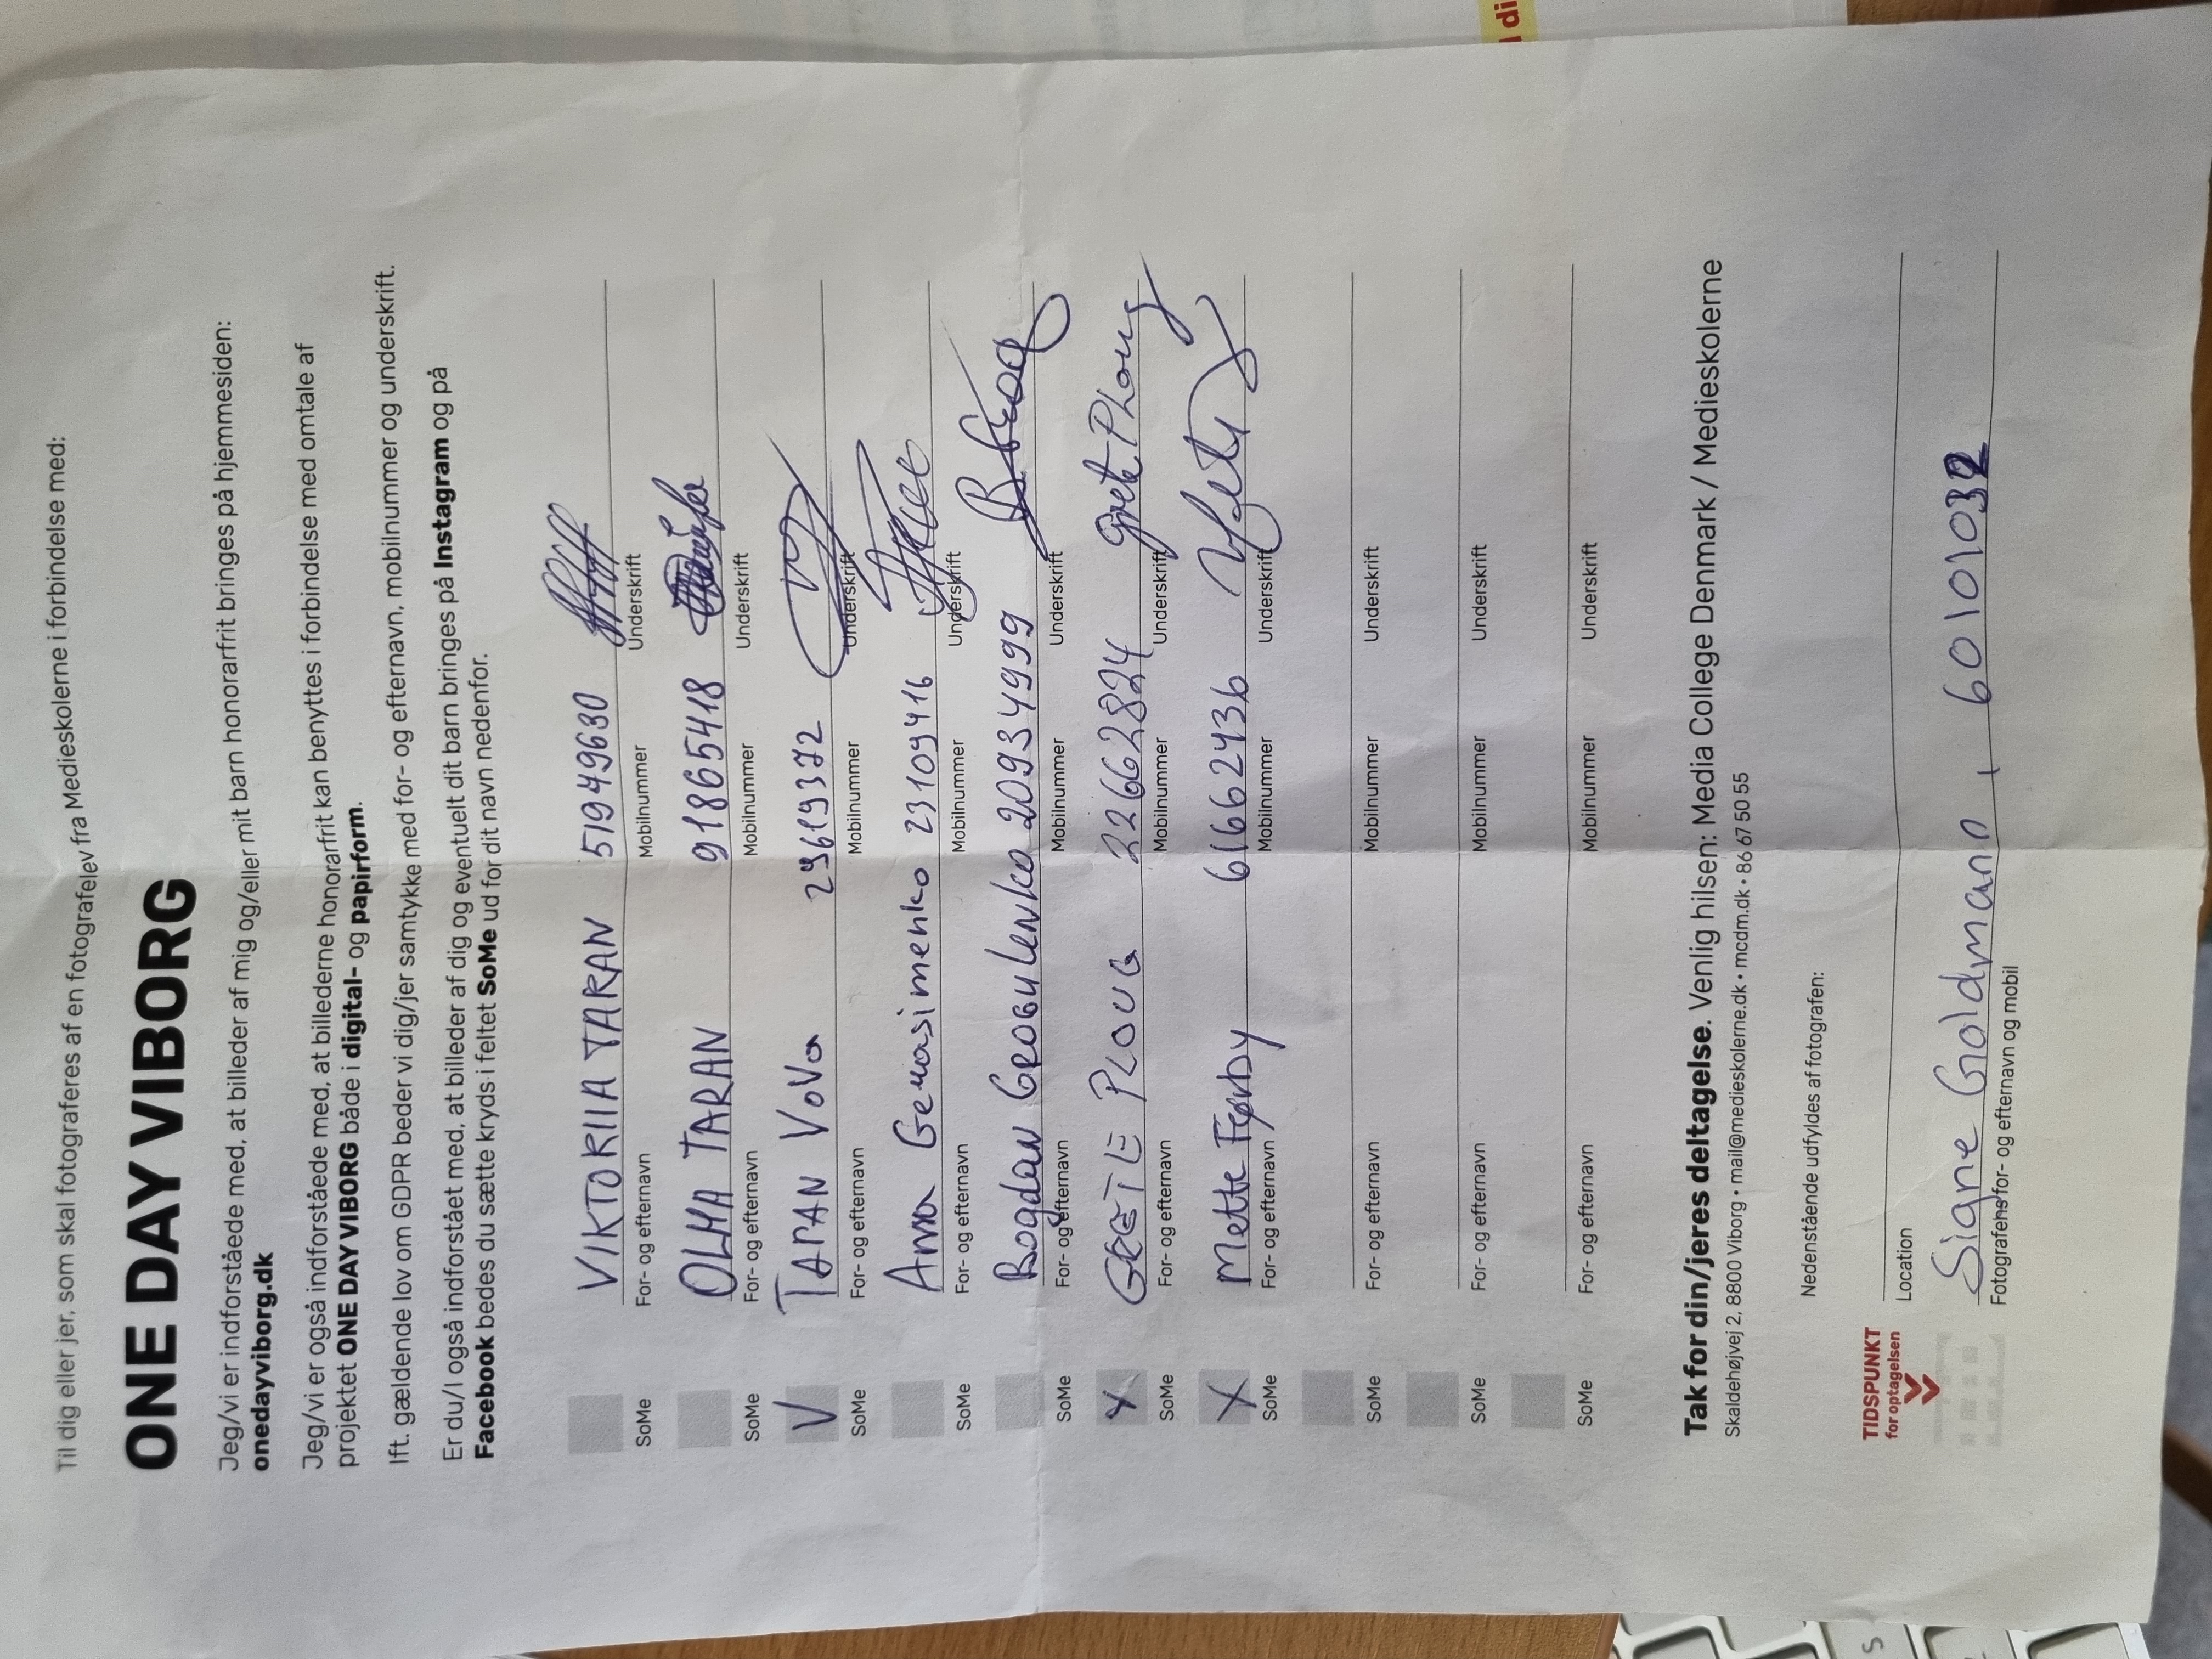 Til dig eller jer, som skal fotograferes af en fotografelev fra Medieskolerne i forbindelse med:
ONE DAY VIBORG
Jeg/vi er indforståede med, at billeder af mig og/eller mit barn honorarfrit bringes på hjemmesiden:
onedayviborg.dk
Jeg/vi er også indforståede med, at billederne honorarfrit kan benyttes i forbindelse med omtale af
projektet ONE DAY VIBORG både i digital- og papirform.
Ift. gældende lov om GDPR beder vi dig/jer samtykke med for- og efternavn, mobilnummer og underskrift.
Er du/I også indforstået med, at billeder af dig og eventuelt dit barn bringes på Instagram og på
Facebook bedes du sætte kryds i feltet SoMe ud for dit navn nedenfor.
VIKTORIIA TARAN 51979630
SoMe For- og efternavn Mobilnummer Underskrift
OLHA TARAN 91865418
SoMe For- og efternavn Mobilnummer Underskrift
V TARAN VoVa 29619372
SoMe For- og efternavn Mobilnummer Underskrift
Anna Gerasimenko 23109416
SoMe For- og efternavn Mobilnummer Underskrift
Bogdan 20934999
SoMe For- og efternavn Mobilnummer Underskrift
X GRETE PLOUG 22662824 Grete Ploug
SoMe For- og efternavn Mobilnummer Underskrift
X Mette 61662436
SoMe For- og efternavn Mobilnummer Underskrift
SoMe For- og efternavn Mobilnummer Underskrift
SoMe For- og efternavn Mobilnummer Underskrift
SoMe For- og efternavn Mobilnummer Underskrift
Tak for din/jeres deltagelse. Venlig hilsen: Media College Denmark / Medieskolerne
Skaldehøjvej 2, 8800 Viborg • mail@medieskolerne.dk • mcdm.dk • 86 67 50 55
Nedenstående udfyldes af fotografen:
TIDSPUNKT
for optagelsen
Location
Signe Goldmann, 60101032
Fotografens for- og efternavn og mobil